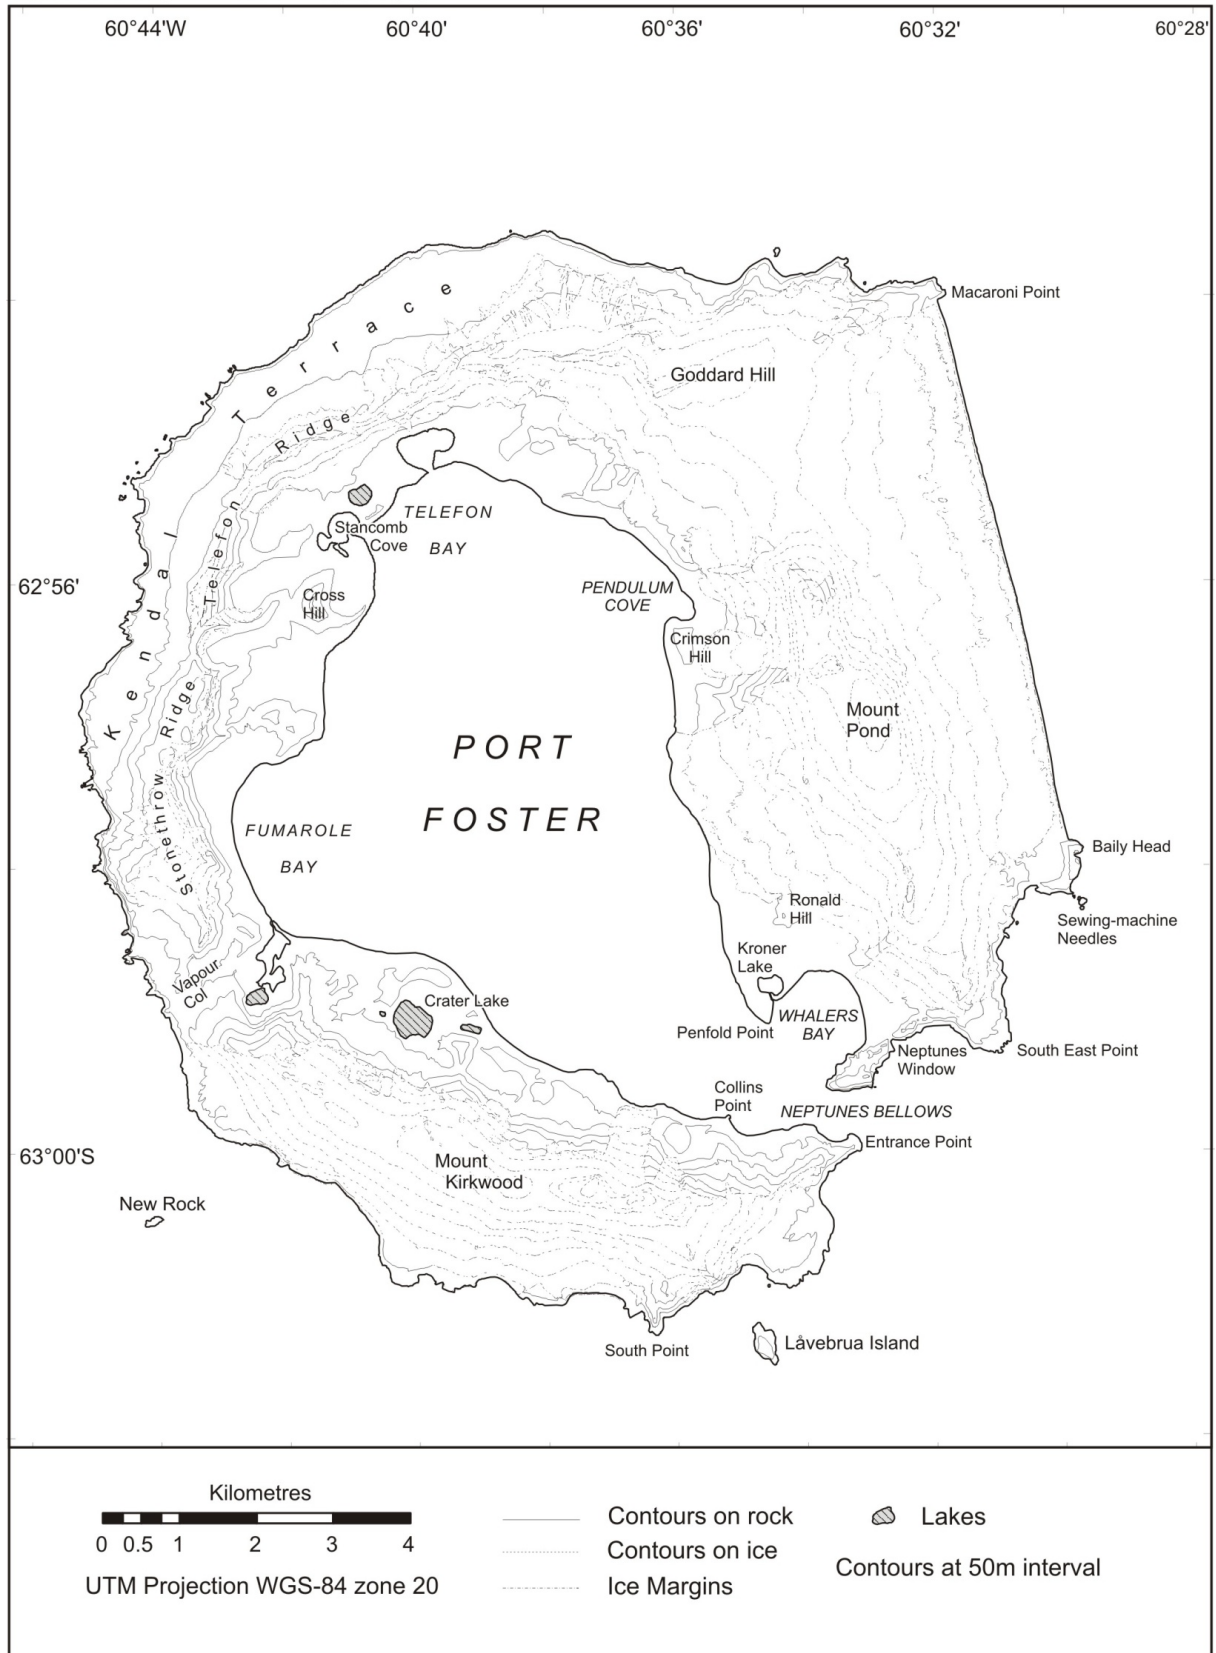 60°44'W
60°40'
60°36'
60°32'
60°28'
Macaroni Point
Goddard Hill
Kendal Terrace
Telefon Ridge
TELEFON
BAY
Stancomb
Cove
62°56'
PENDULUM
COVE
Cross
Hill
Crimson
Hill
Stonethrow Ridge
Mount
Pond
PORT
FOSTER
FUMAROLE
BAY
Baily Head
Ronald
Hill
Sewing-machine
Needles
Kroner
Lake
Vapour
Col
Crater Lake
WHALERS
BAY
Penfold Point
Neptunes
Window
South East Point
Collins
Point
NEPTUNES BELLOWS
Entrance Point
63°00'S
Mount
Kirkwood
New Rock
South Point
Låvebrua Island
Kilometres
0 0.5 1 2 3 4
UTM Projection WGS-84 zone 20
Contours on rock
Contours on ice
Ice Margins
Lakes
Contours at 50m interval